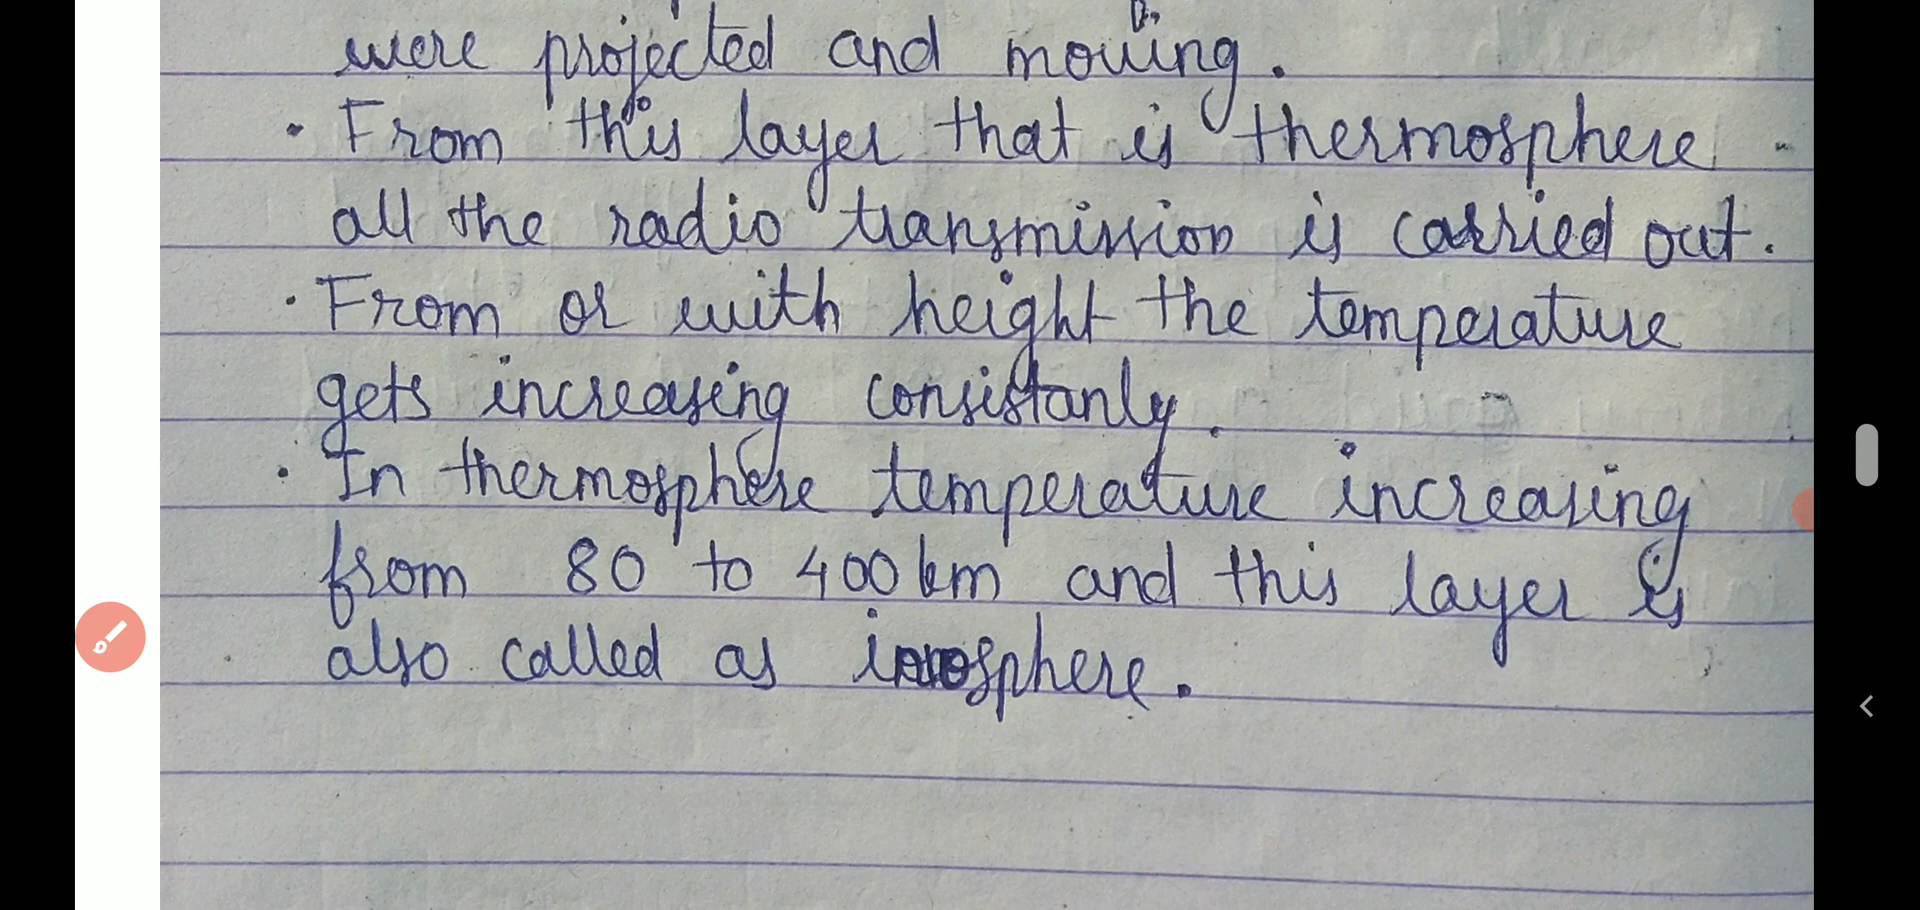 were projected and moving.
• From this layer that is thermosphere
all the radio transmission is carried out.
• From or with height the temperature
gets increasing consistanly.
• In thermosphere temperature increasing
from 80 to 400 km and this layer is
also called as ionosphere.